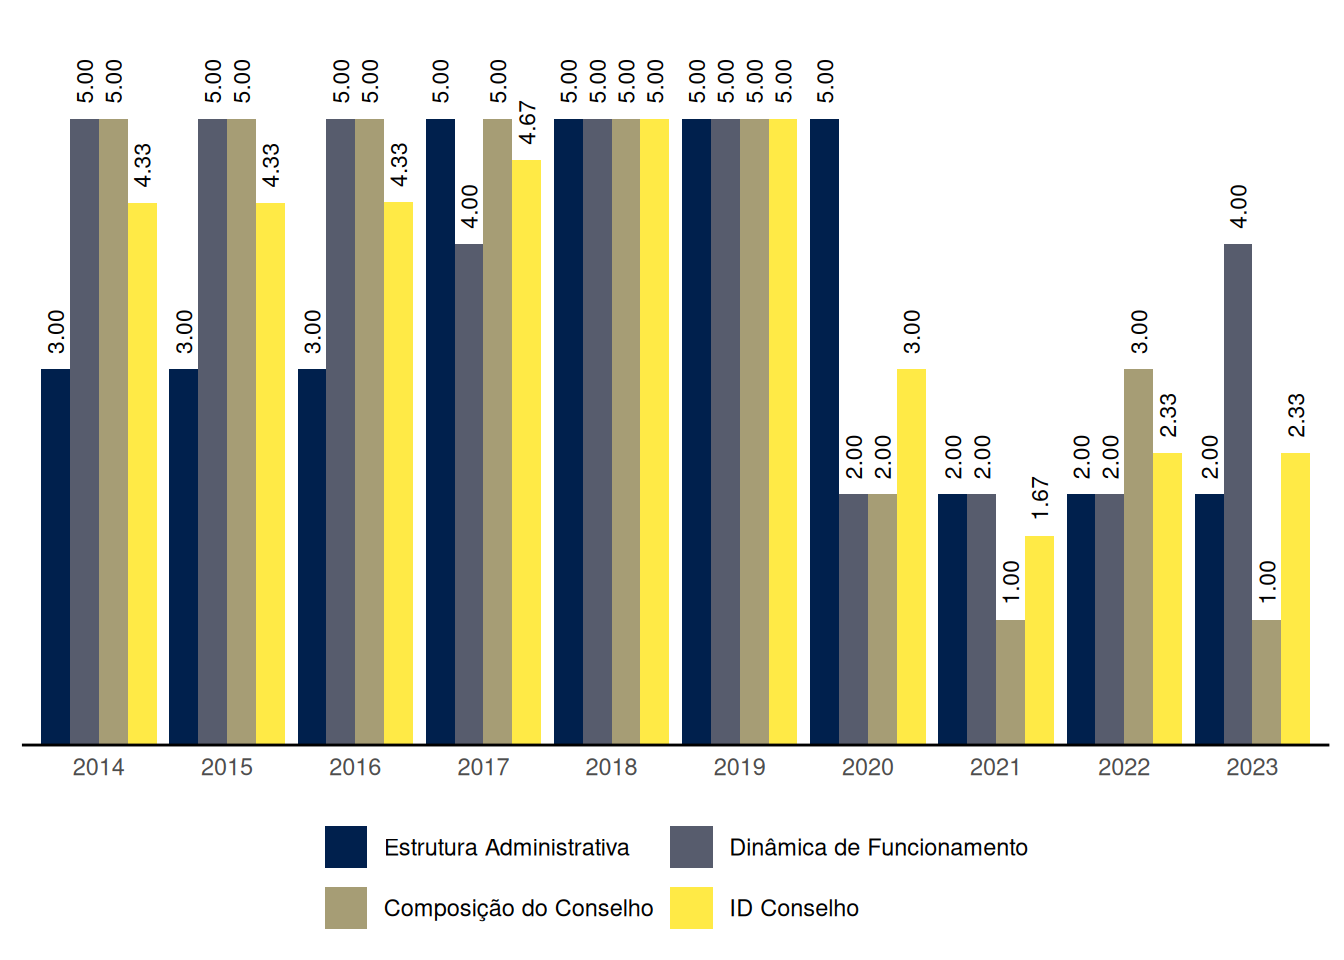 3.00 5.00 5.00 4.33 3.00 5.00 5.00 4.33 3.00 5.00 5.00 4.33 5.00 4.00 5.00 4.67 5.00 5.00 5.00 5.00 5.00 5.00 5.00 5.00 5.00 2.00 2.00 3.00 2.00 2.00 1.00 1.67 2.00 2.00 3.00 2.33 2.00 4.00 1.00 2.33
2014 2015 2016 2017 2018 2019 2020 2021 2022 2023
Estrutura Administrativa Dinâmica de Funcionamento
Composição do Conselho ID Conselho